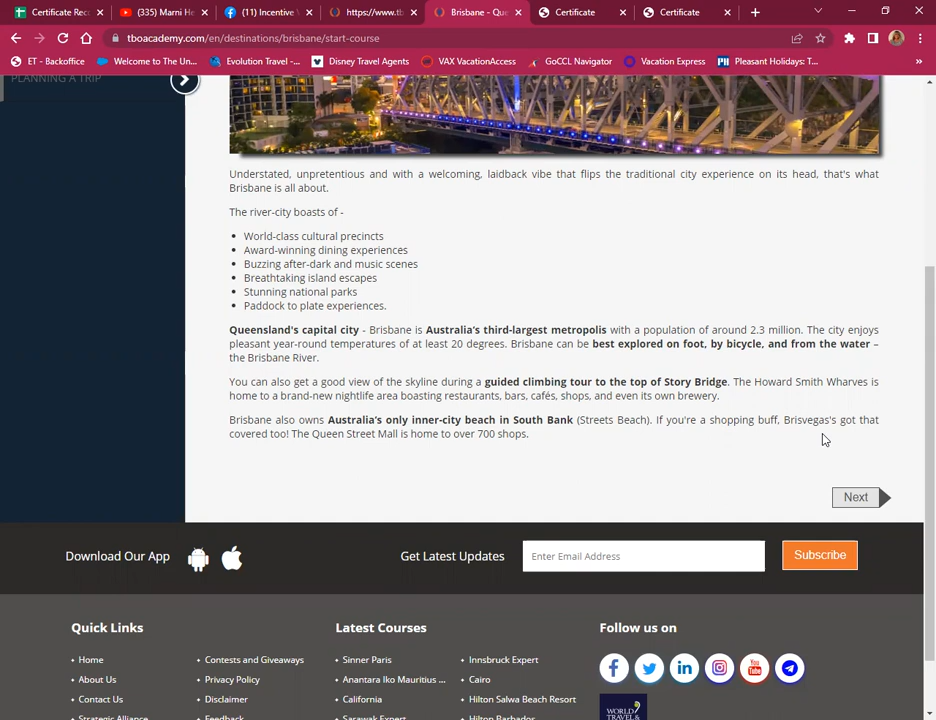 Certificate Reco
(335) Marni He
(11) Incentive
https://www.tb
Brisbane - Que
Certificate
Certificate
tboacademy.com/en/destinations/brisbane/start-course
ET - Backoffice
Welcome to The Un...
Evolution Travel -...
Disney Travel Agents
VAX VacationAccess
GoCCL Navigator
Vacation Express
Pleasant Holidays: T...
»
PLANNING A TRIP
Understated, unpretentious and with a welcoming, laidback vibe that flips the traditional city experience on its head, that's what
Brisbane is all about.
The river-city boasts of -
• World-class cultural precincts
• Award-winning dining experiences
• Buzzing after-dark and music scenes
• Breathtaking island escapes
• Stunning national parks
• Paddock to plate experiences.
Queensland's capital city - Brisbane is Australia's third-largest metropolis with a population of around 2.3 million. The city enjoys
pleasant year-round temperatures of at least 20 degrees. Brisbane can be best explored on foot, by bicycle, and from the water –
the Brisbane River.
You can also get a good view of the skyline during a guided climbing tour to the top of Story Bridge. The Howard Smith Wharves is
home to a brand-new nightlife area boasting restaurants, bars, cafés, shops, and even its own brewery.
Brisbane also owns Australia's only inner-city beach in South Bank (Streets Beach). If you're a shopping buff, Brisvegas's got that
covered too! The Queen Street Mall is home to over 700 shops.
Next
Download Our App
Get Latest Updates
Enter Email Address
Subscribe
Quick Links
Latest Courses
Follow us on
Home
Contests and Giveaways
Sinner Paris
Innsbruck Expert
About Us
Privacy Policy
Anantara Iko Mauritius ...
Cairo
Contact Us
Disclaimer
California
Hilton Salwa Beach Resort
Strategic Alliance
Feedback
Sarawak Expert
Hilton Barbados
You Tube
WORLD
TRAVEL &